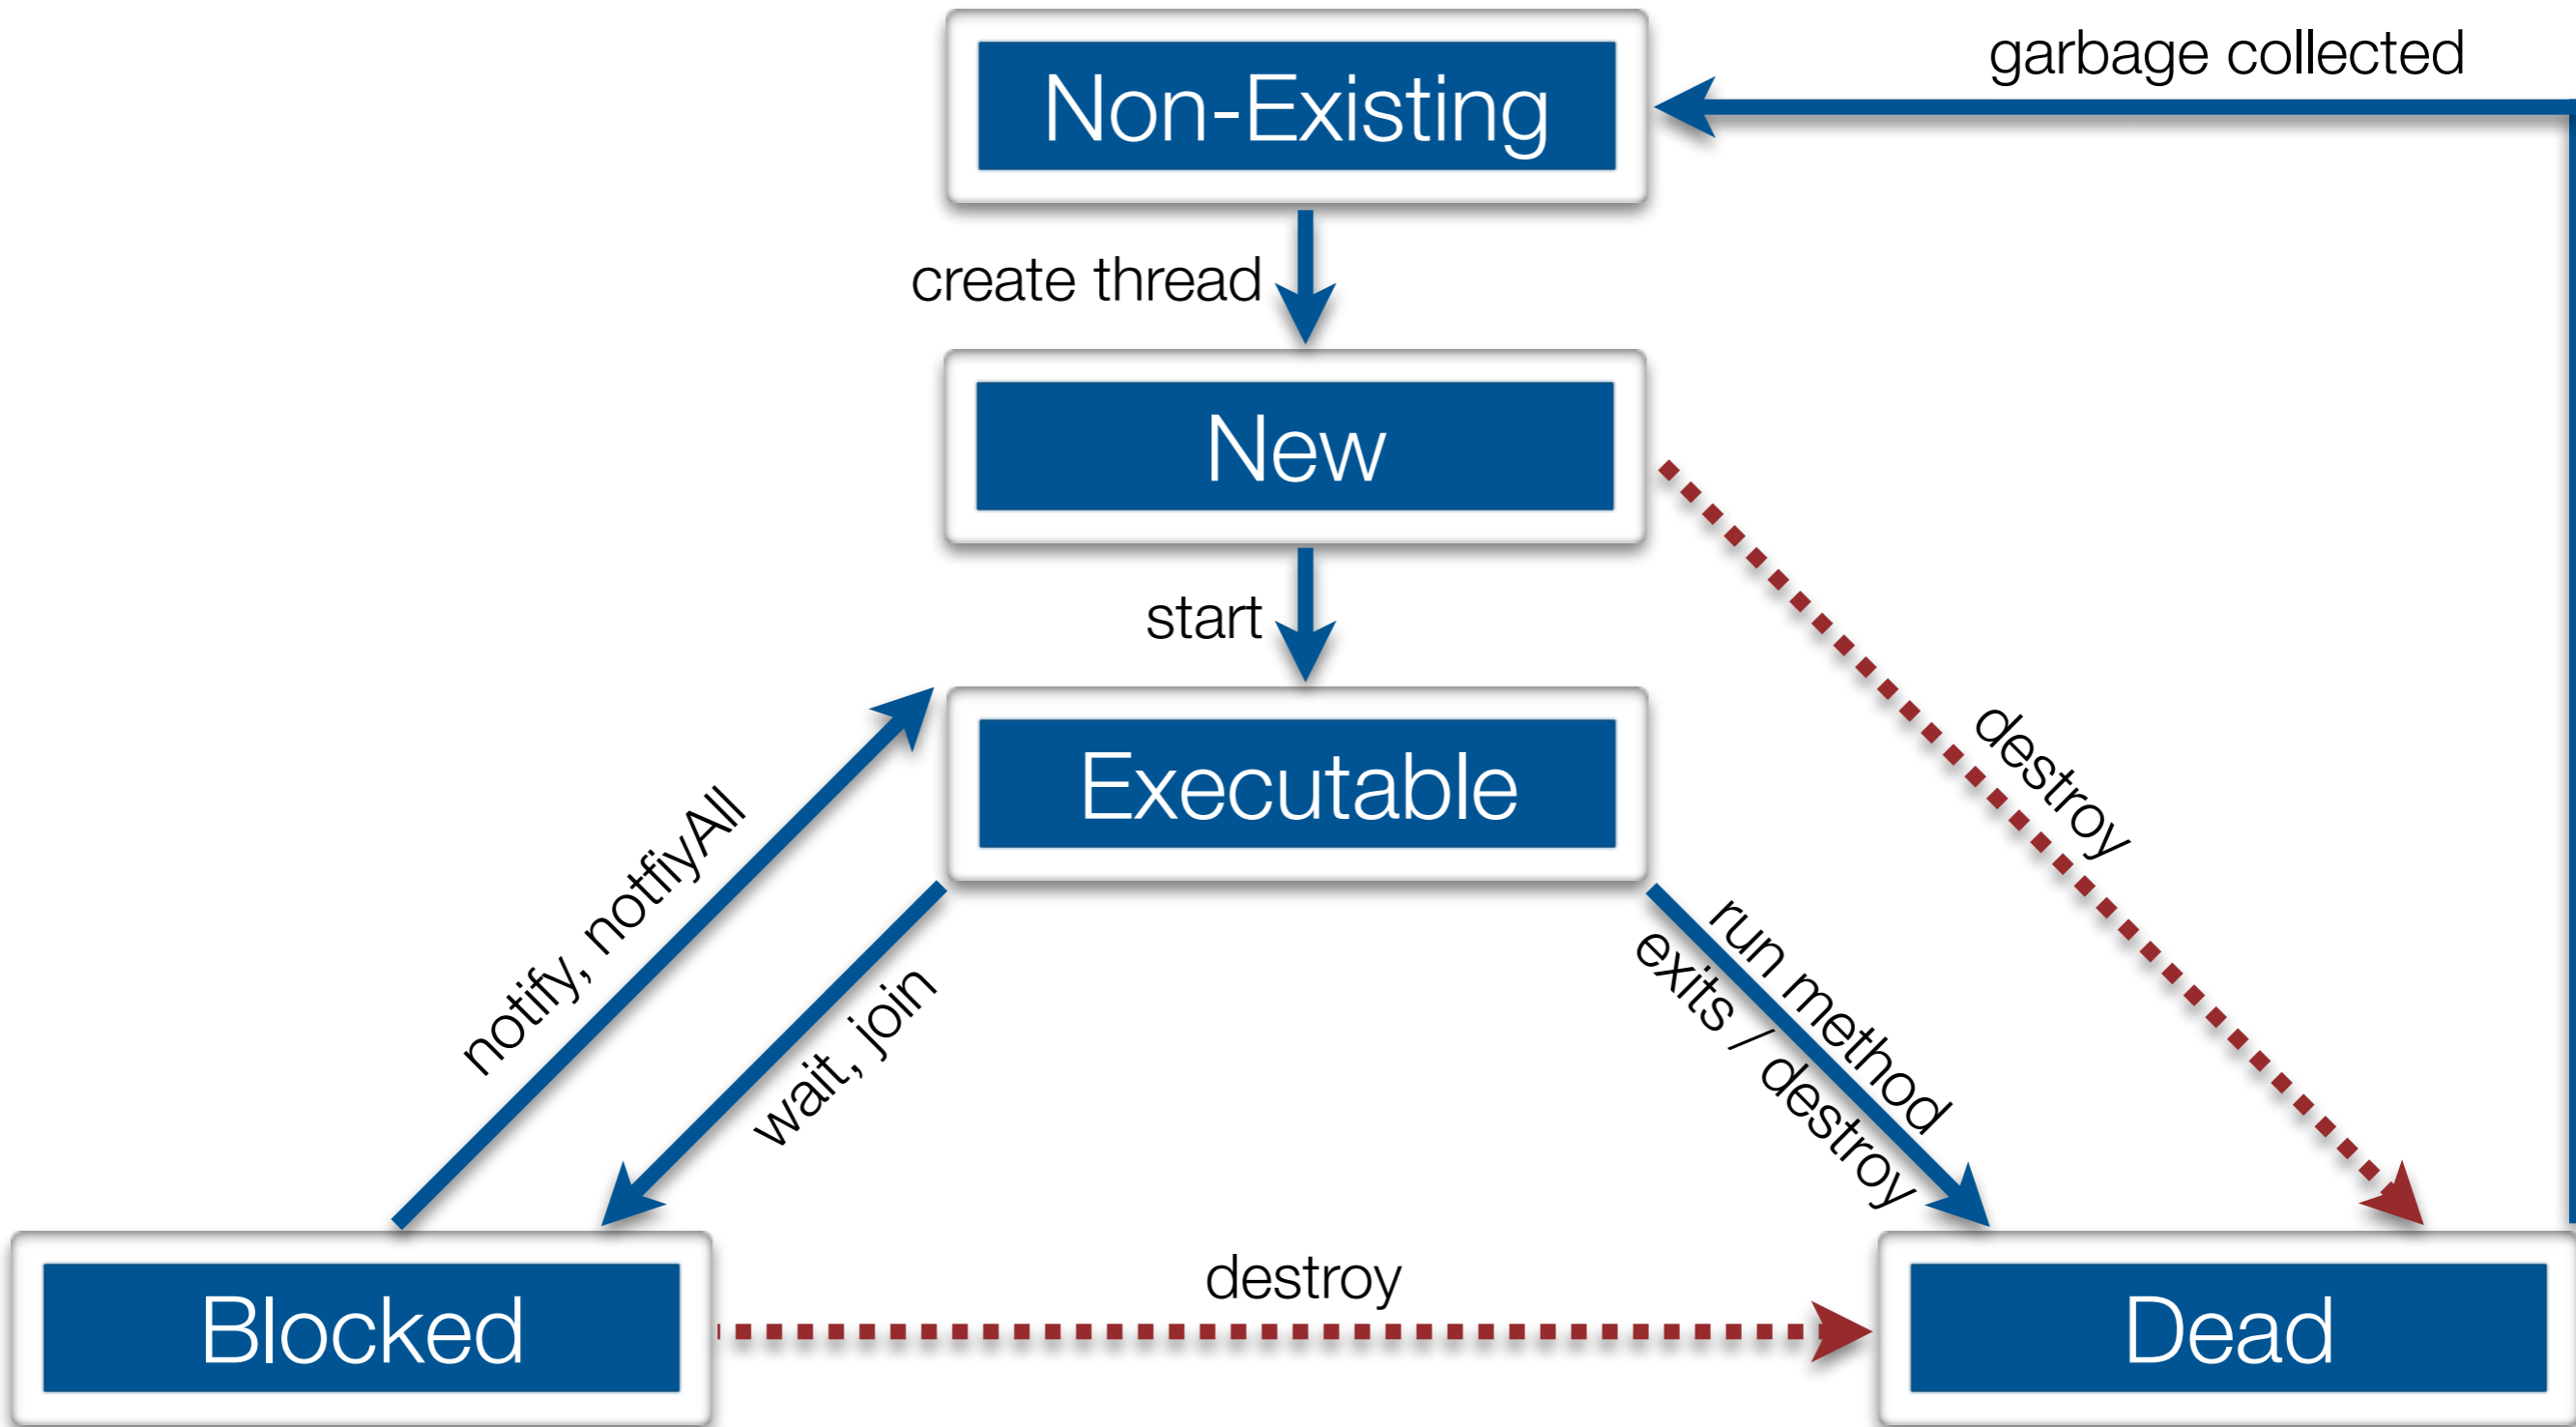 Non-Existing
garbage collected
create thread
New
start
Executable
destroy
notify, notfiyAll
wait, join
run method
exits / destroy
destroy
Blocked
Dead